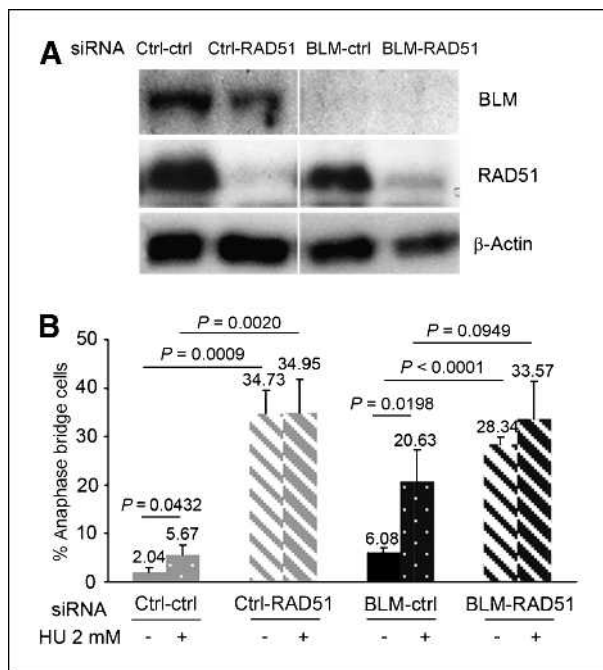 A siRNA Ctrl-ctrl Ctrl-RAD51 BLM-ctrl BLM-RAD51
BLM
RAD51
β-Actin
B
% Anaphase bridge cells
50
40
30
20
10
0
P = 0.0020
P = 0.0009
P = 0.0432
2.04
5.67
34.73
34.95
P = 0.0949
P < 0.0001
P = 0.0198
6.08
20.63
28.34
33.57
siRNA Ctrl-ctrl Ctrl-RAD51 BLM-ctrl BLM-RAD51
HU 2 mM - + - + - + - +